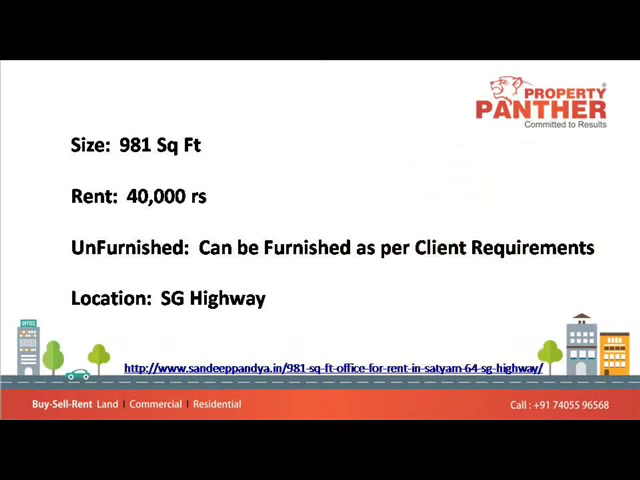 PROPERTY
PANTHER
Committed to Results
Size: 981 Sq Ft
Rent: 40,000 rs
UnFurnished: Can be Furnished as per Client Requirements
Location: SG Highway
OFFICE
http://www.sandeeppandya.in/981-sq-ft-office-for-rent-in-satyam-64-sg-highway/
Buy-Sell-Rent Land | Commercial | Residential
Call : +91 74055 96568